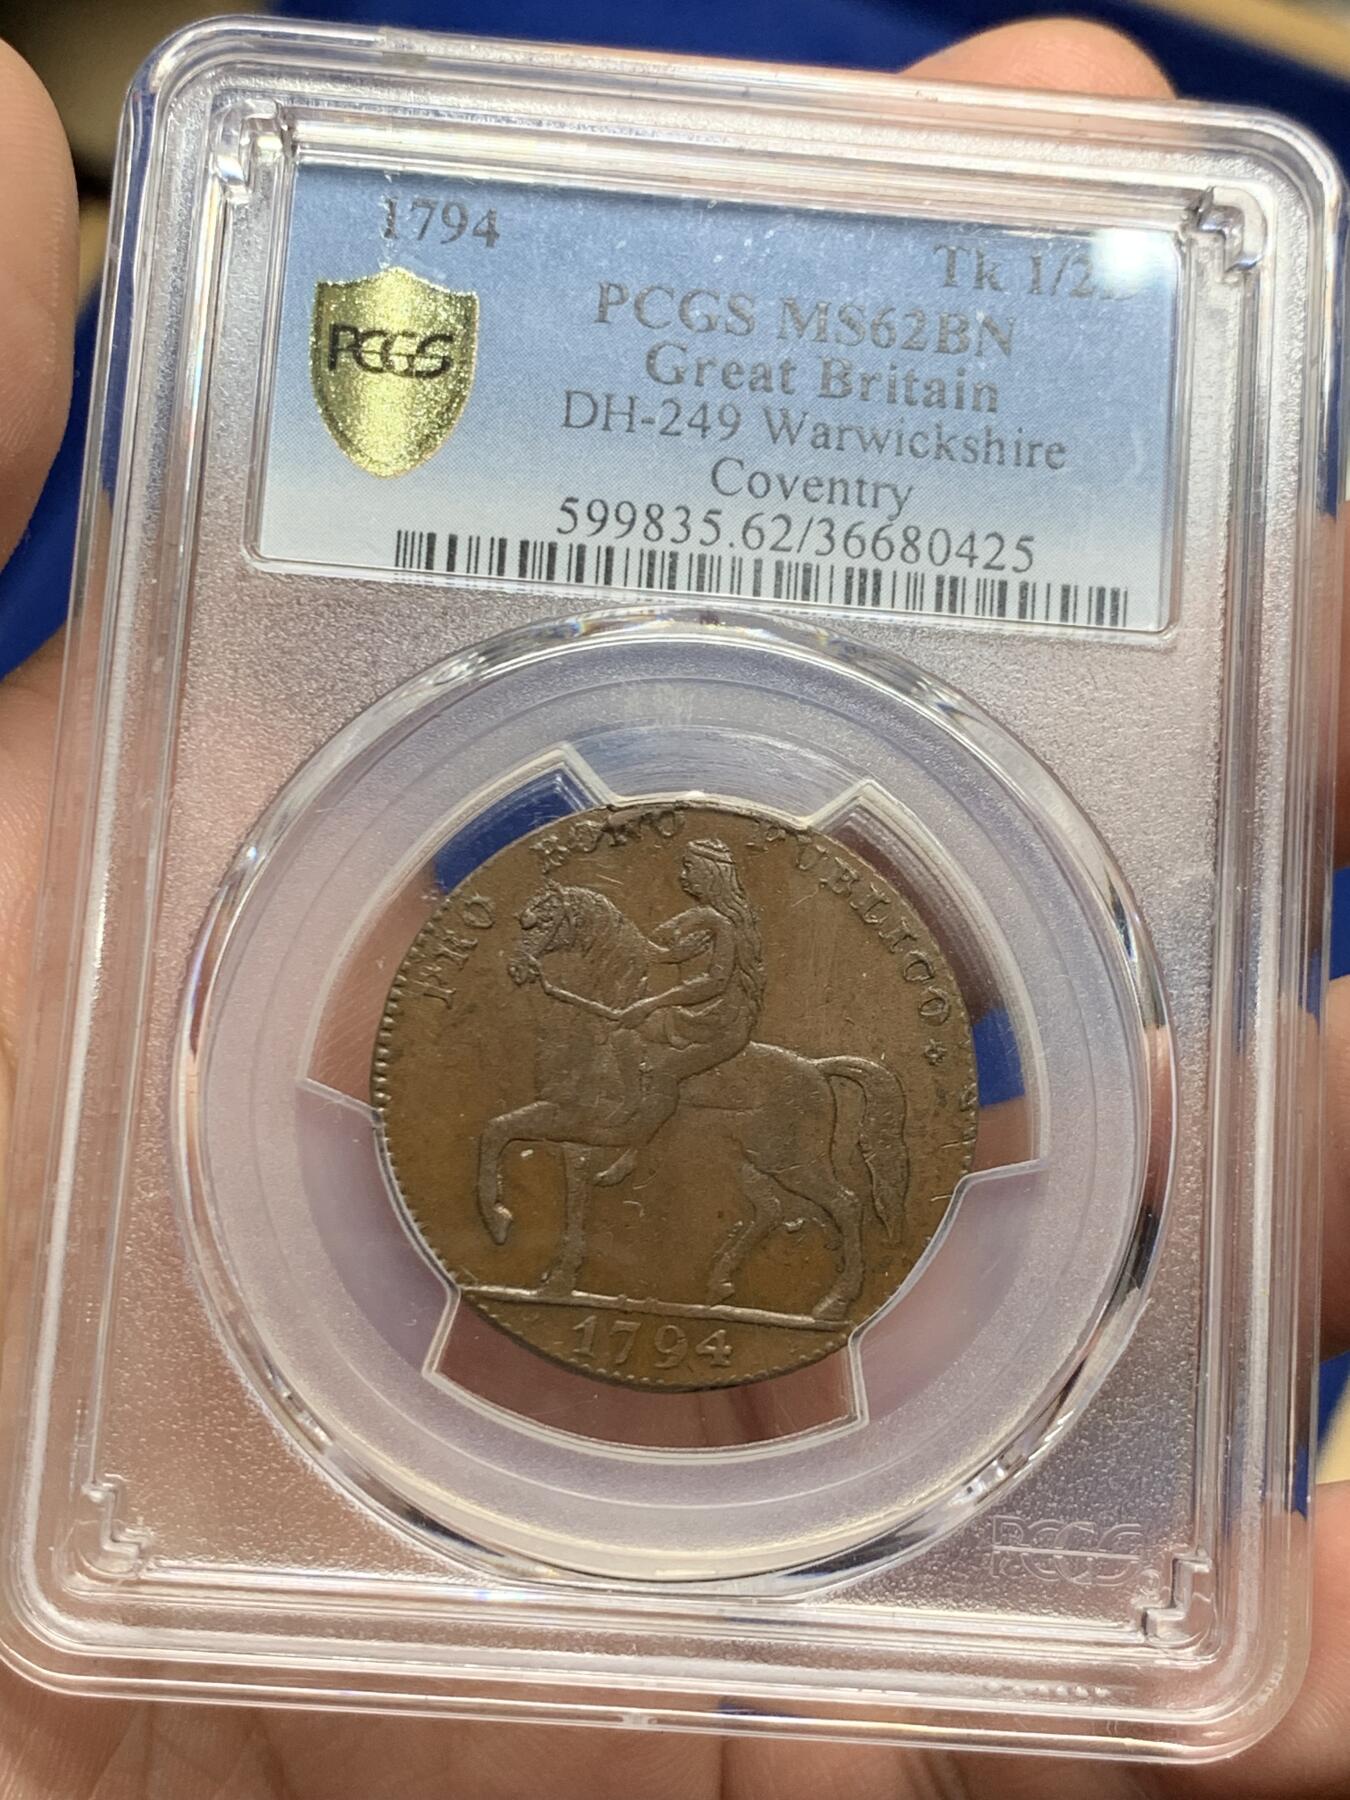 1794
Tk 1/2D
PCGS
PCGS MS62BN
Great Britain
DH-249 Warwickshire
Coventry
599835.62/36680425
PRO BONO PUBLICO
1794
PCGS